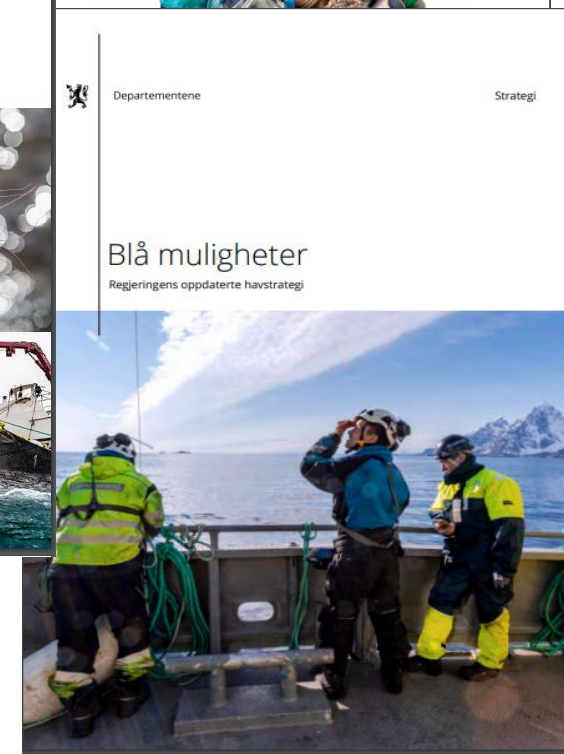 Departementene
Strategi
Blå muligheter
Regjeringens oppdaterte havstrategi